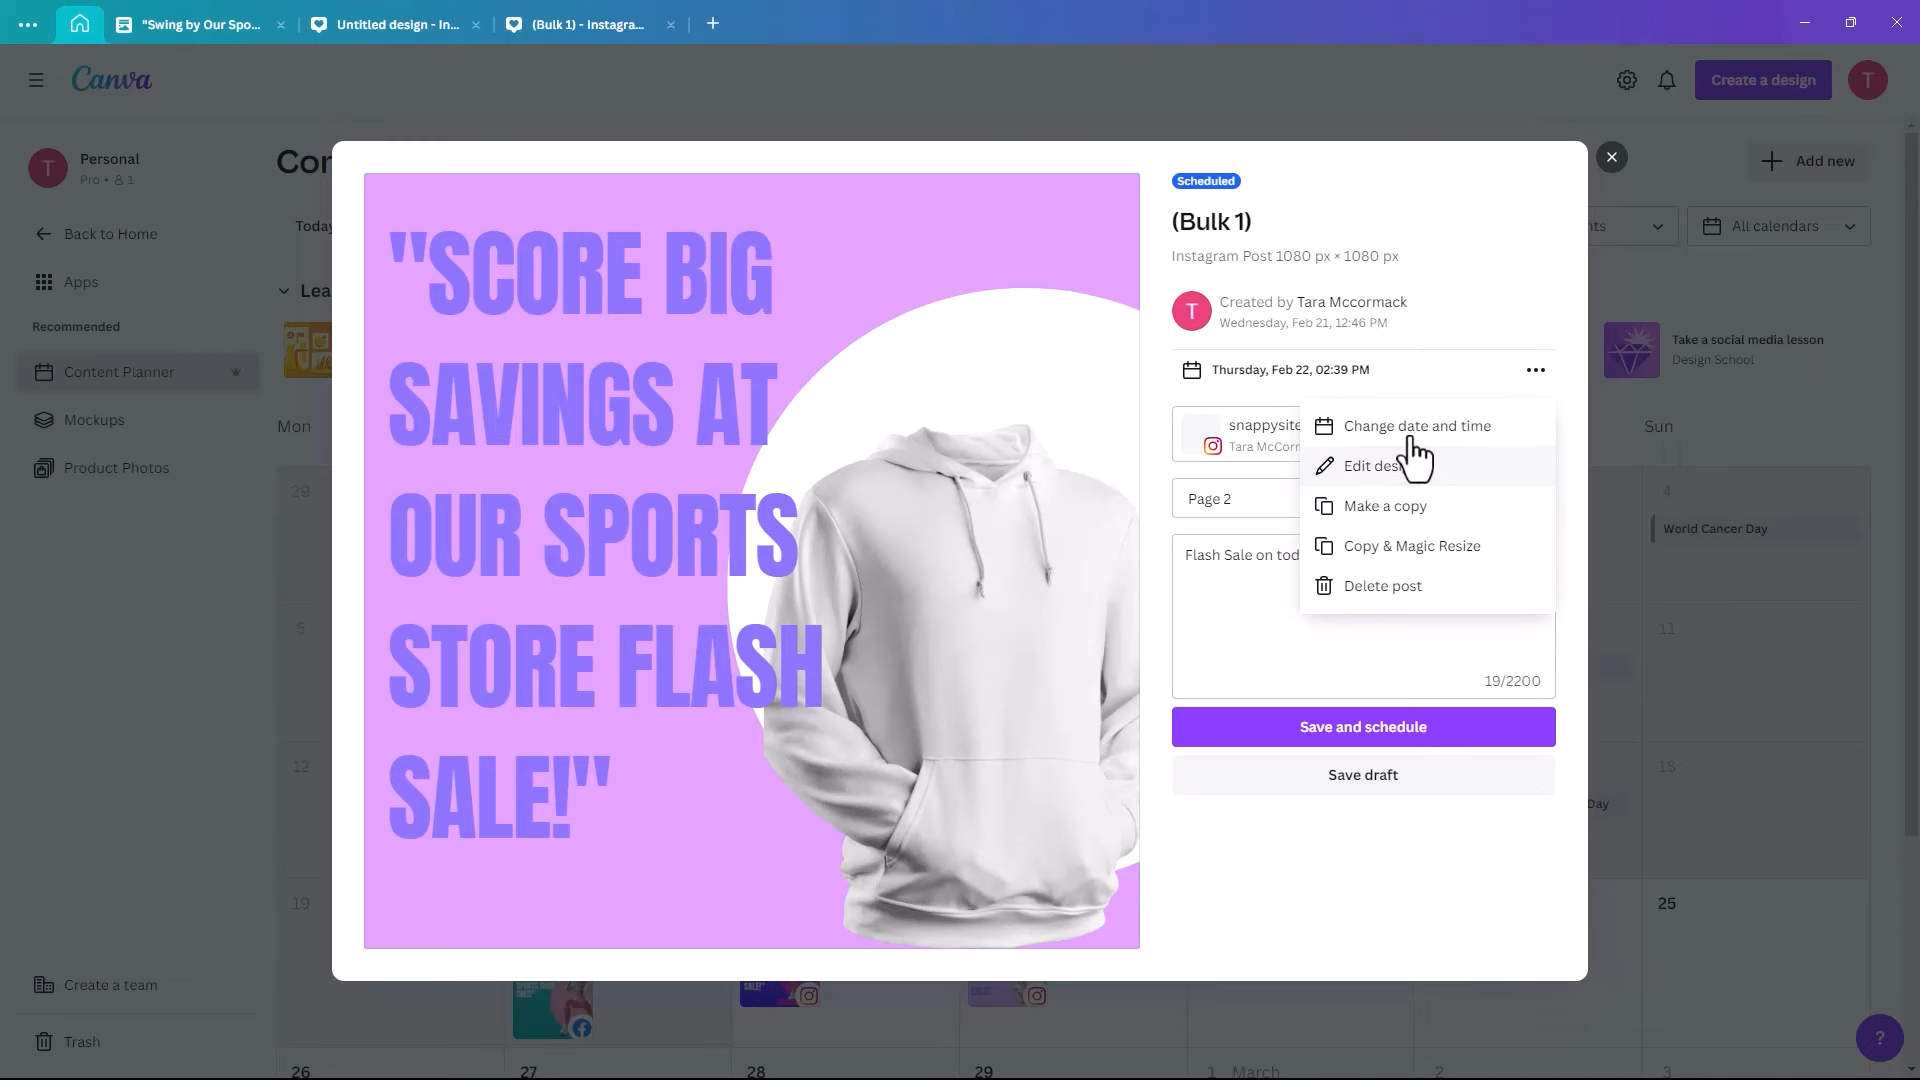 "Swing by Our Spo...
Untitled design - In...
(Bulk 1) - Instagra...
Canva
Create a design
T
T
Personal
Pro • 1
Back to Home
Apps
Recommended
Content Planner
Mockups
Product Photos
Create a team
Trash
Con
Today
Lea
Mon
29
5
12
19
26
27
28
29
1 March
2
3
"SCORE BIG
SAVINGS AT
OUR SPORTS
STORE FLASH
SALE!"
Scheduled
(Bulk 1)
Instagram Post 1080 px × 1080 px
T
Created by Tara Mccormack
Wednesday, Feb 21, 12:46 PM
Thursday, Feb 22, 02:39 PM
snappysite
Tara McCorm
Page 2
Flash Sale on tod
Change date and time
Edit desi
Make a copy
Copy & Magic Resize
Delete post
19/2200
Save and schedule
Save draft
Add new
nts
All calendars
Take a social media lesson
Design School
Sun
4
World Cancer Day
11
18
Day
25
?